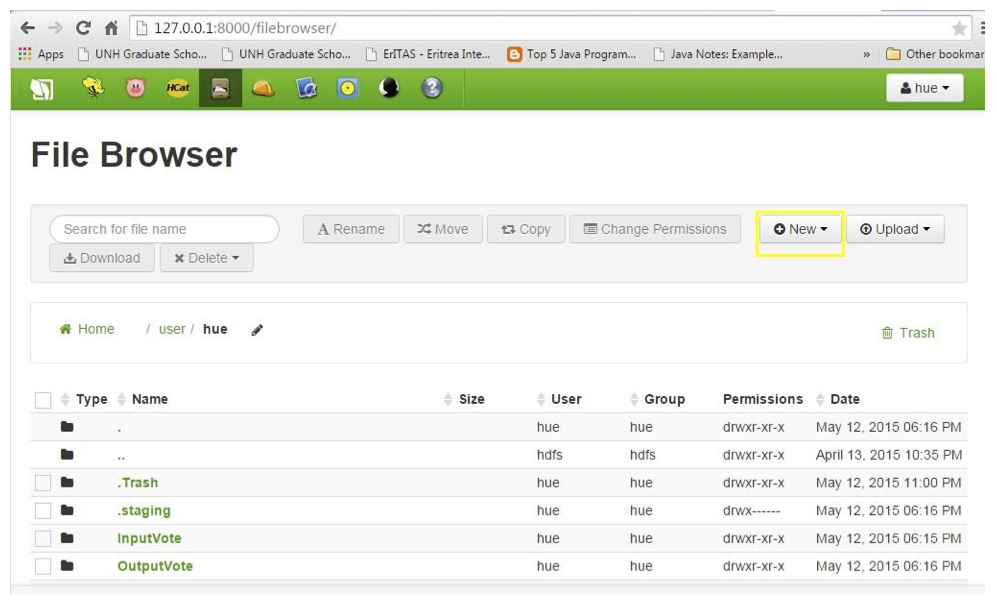 127.0.0.1:8000/filebrowser/
Apps UNH Graduate Scho... UNH Graduate Scho... ErITAS - Eritrea Inte... Top 5 Java Program... Java Notes: Example... » Other bookmar
HCat hue
File Browser
Search for file name Rename Move Copy Change Permissions New Upload
Download Delete
Home / user / hue Trash
Type Name Size User Group Permissions Date
. hue hue drwxr-xr-x May 12, 2015 06:16 PM
.. hdfs hdfs drwxr-xr-x April 13, 2015 10:35 PM
.Trash hue hue drwxr-xr-x May 12, 2015 11:00 PM
.staging hue hue drwx------ May 12, 2015 06:16 PM
InputVote hue hue drwxr-xr-x May 12, 2015 06:15 PM
OutputVote hue hue drwxr-xr-x May 12, 2015 06:16 PM